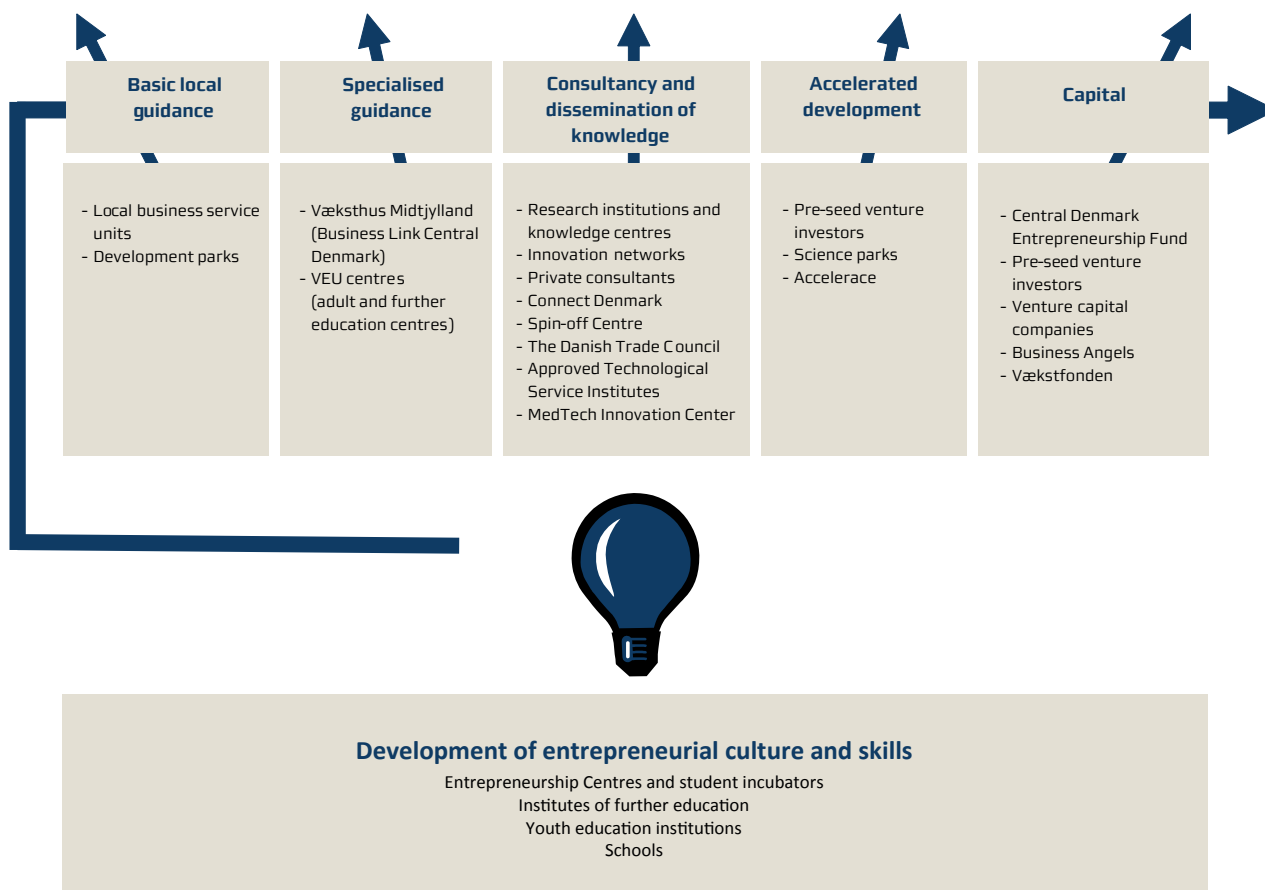 Basic local
guidance
Specialised
guidance
Consultancy and
dissemination of
knowledge
Accelerated
development
Capital
- Local business service
units
- Development parks
- Væksthus Midtjylland
(Business Link Central
Denmark)
- VEU centres
(adult and further
education centres)
- Research institutions and
knowledge centres
- Innovation networks
- Private consultants
- Connect Denmark
- Spin-off Centre
- The Danish Trade Council
- Approved Technological
Service Institutes
- MedTech Innovation Center
- Pre-seed venture
investors
- Science parks
- Accelerace
- Central Denmark
Entrepreneurship Fund
- Pre-seed venture
investors
- Venture capital
companies
- Business Angels
- Vækstfonden
Development of entrepreneurial culture and skills
Entrepreneurship Centres and student incubators
Institutes of further education
Youth education institutions
Schools